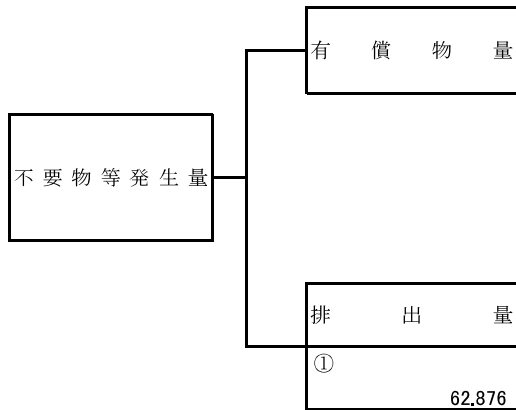 有償物量
不要物等発生量
排出量
①
62.876